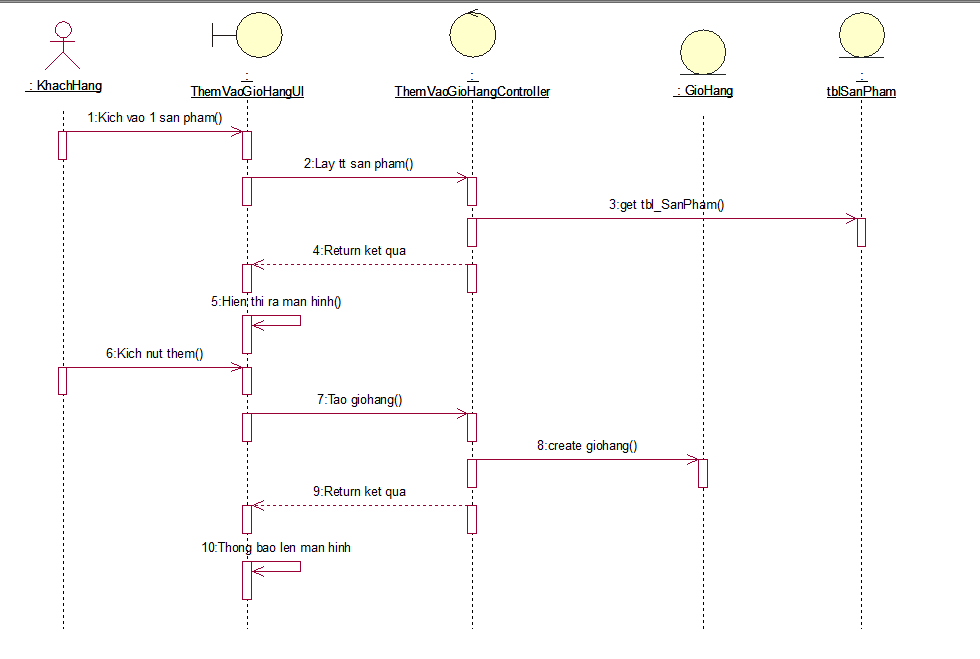 : KhachHang
:
ThemVaoGioHangUI
:
ThemVaoGioHangController
: GioHang
:
tblSanPham
1:Kich vao 1 san pham()
2:Lay tt san pham()
3:get tbl_SanPham()
4:Return ket qua
5:Hien thi ra man hinh()
6:Kich nut them()
7:Tao giohang()
8:create giohang()
9:Return ket qua
10:Thong bao len man hinh